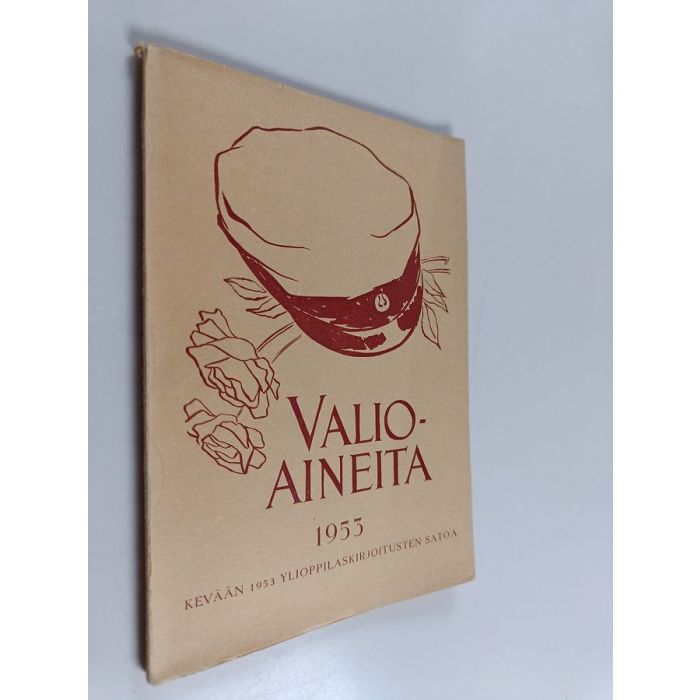 VALIO-
AINEITA
1953
KEVÄÄN 1953 YLIOPPILASKIRJOITUSTEN SATOA